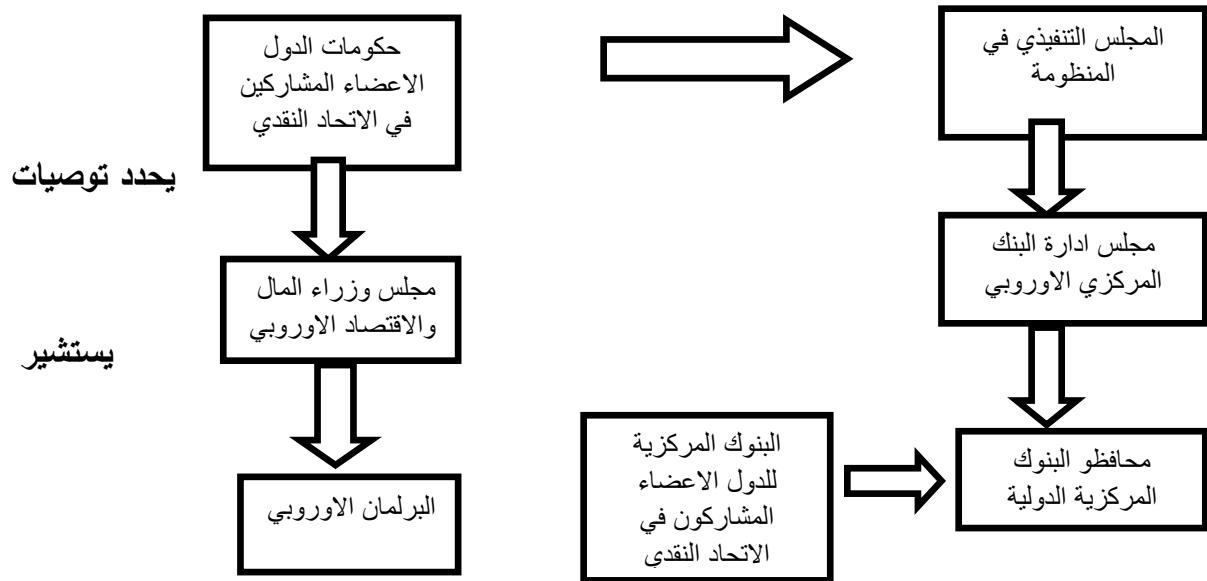 المجلس التنفيذي في
المنظومة
مجلس ادارة البنك
المركزي الاوروبي
محافظو البنوك
المركزية الدولية
البنوك المركزية
للدول الاعضاء
المشاركون في
الاتحاد النقدي
حكومات الدول
الاعضاء المشاركين
في الاتحاد النقدي
يحدد توصيات
مجلس وزراء المال
والاقتصاد الاوروبي
يستشير
البرلمان الاوروبي